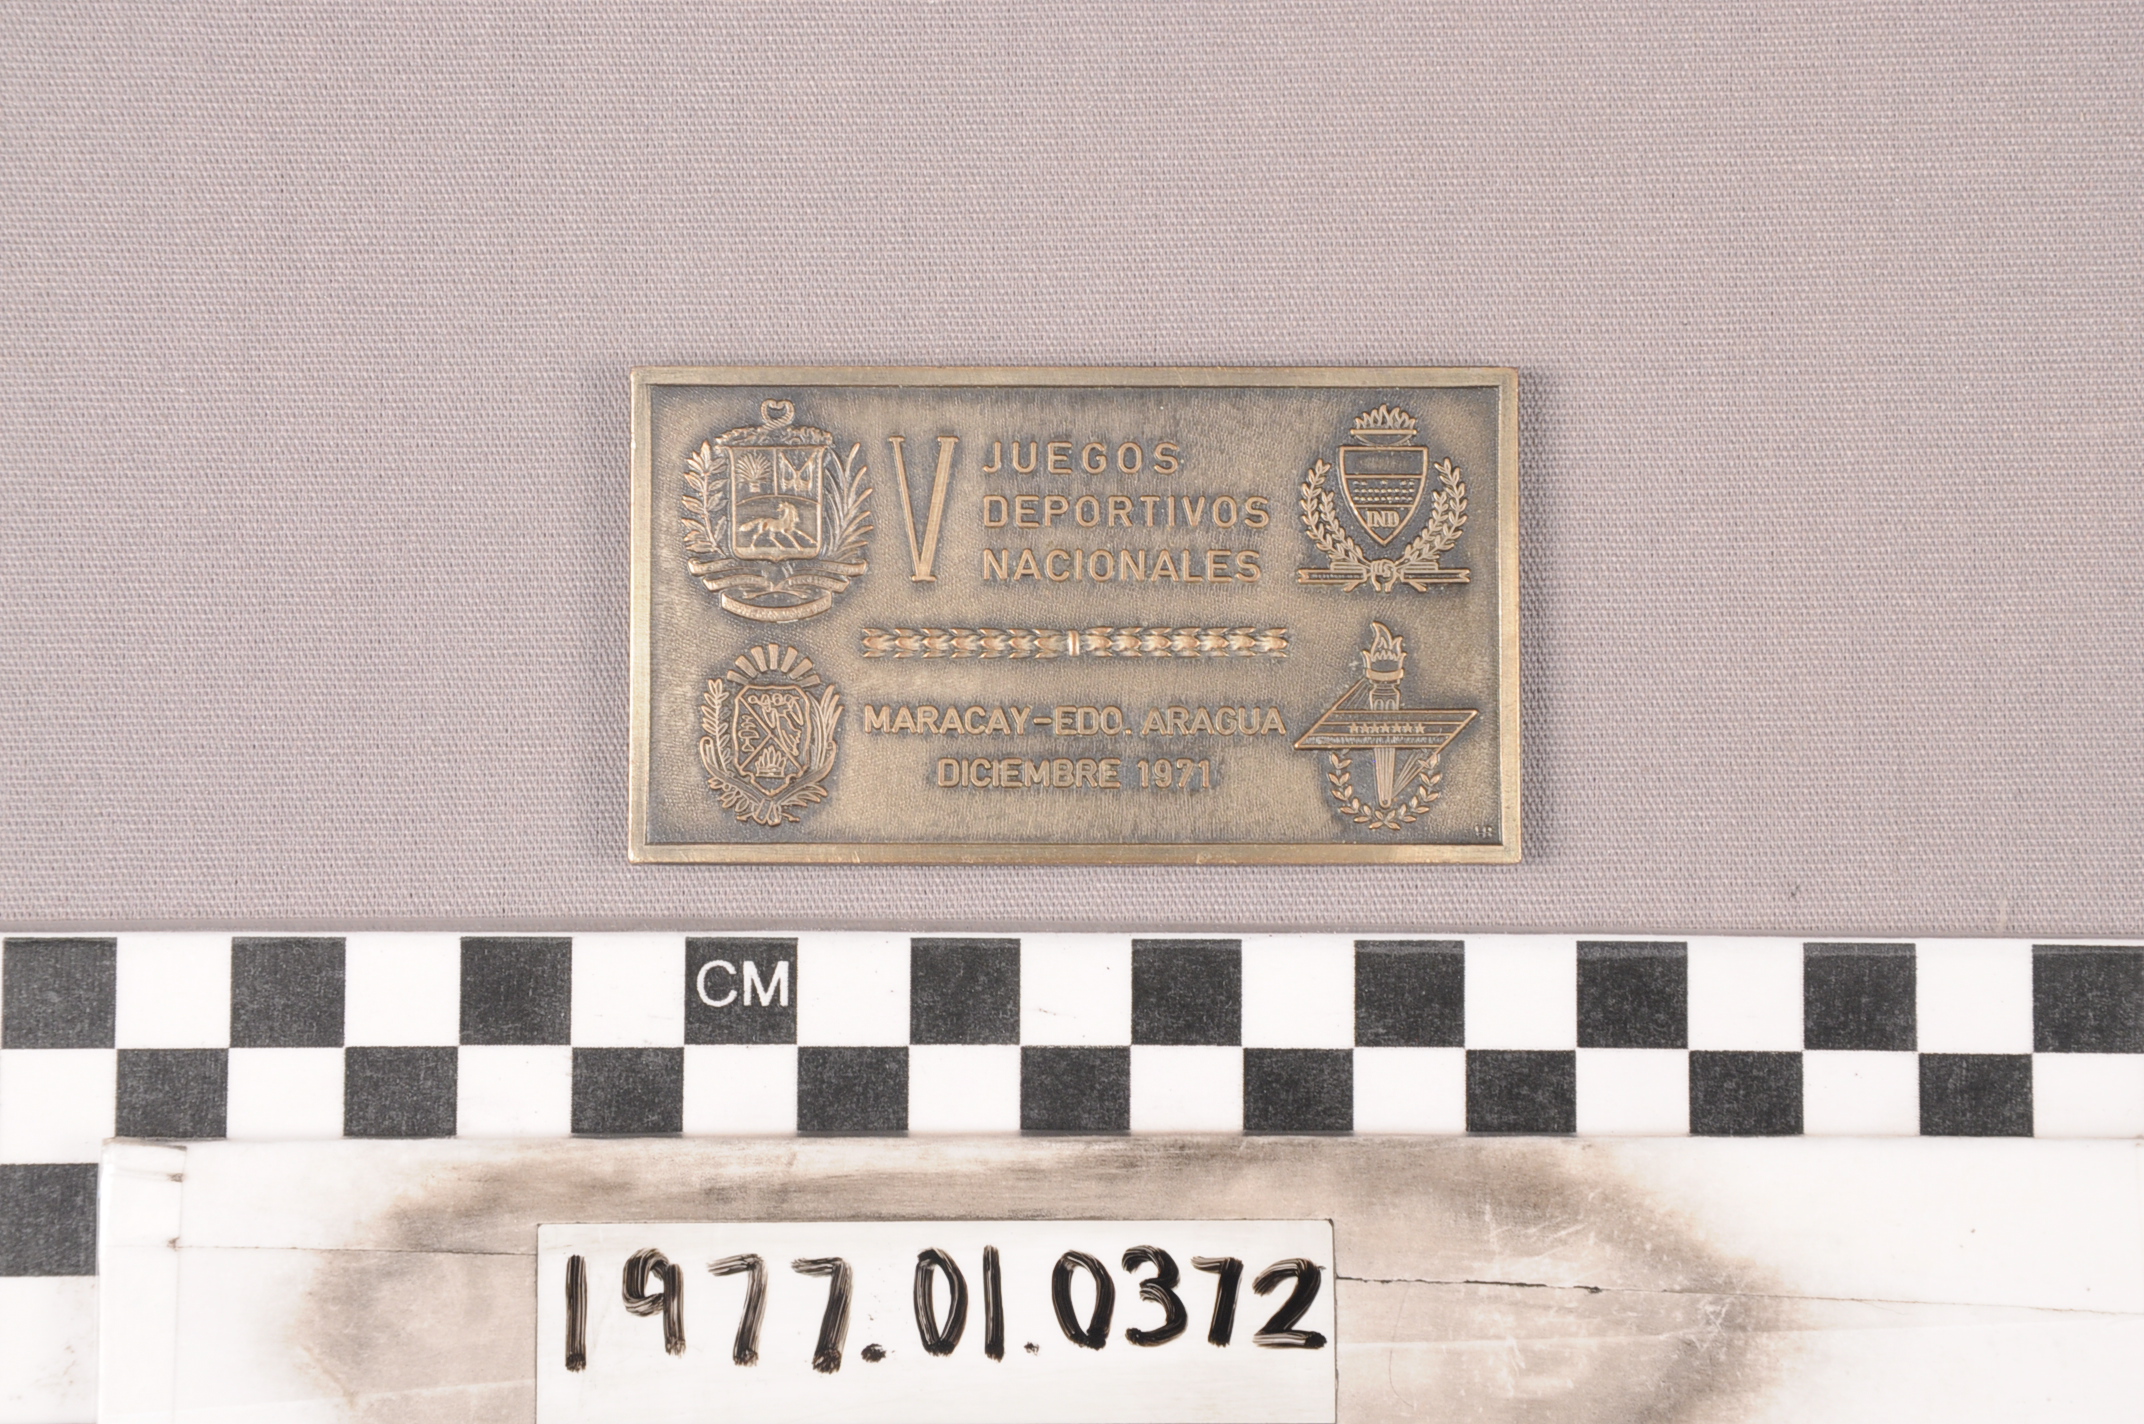 V JUEGOS
DEPORTIVOS
NACIONALES
IND
MARACAY-EDO. ARAGUA
DICIEMBRE 1971
CM
1977.01.0372